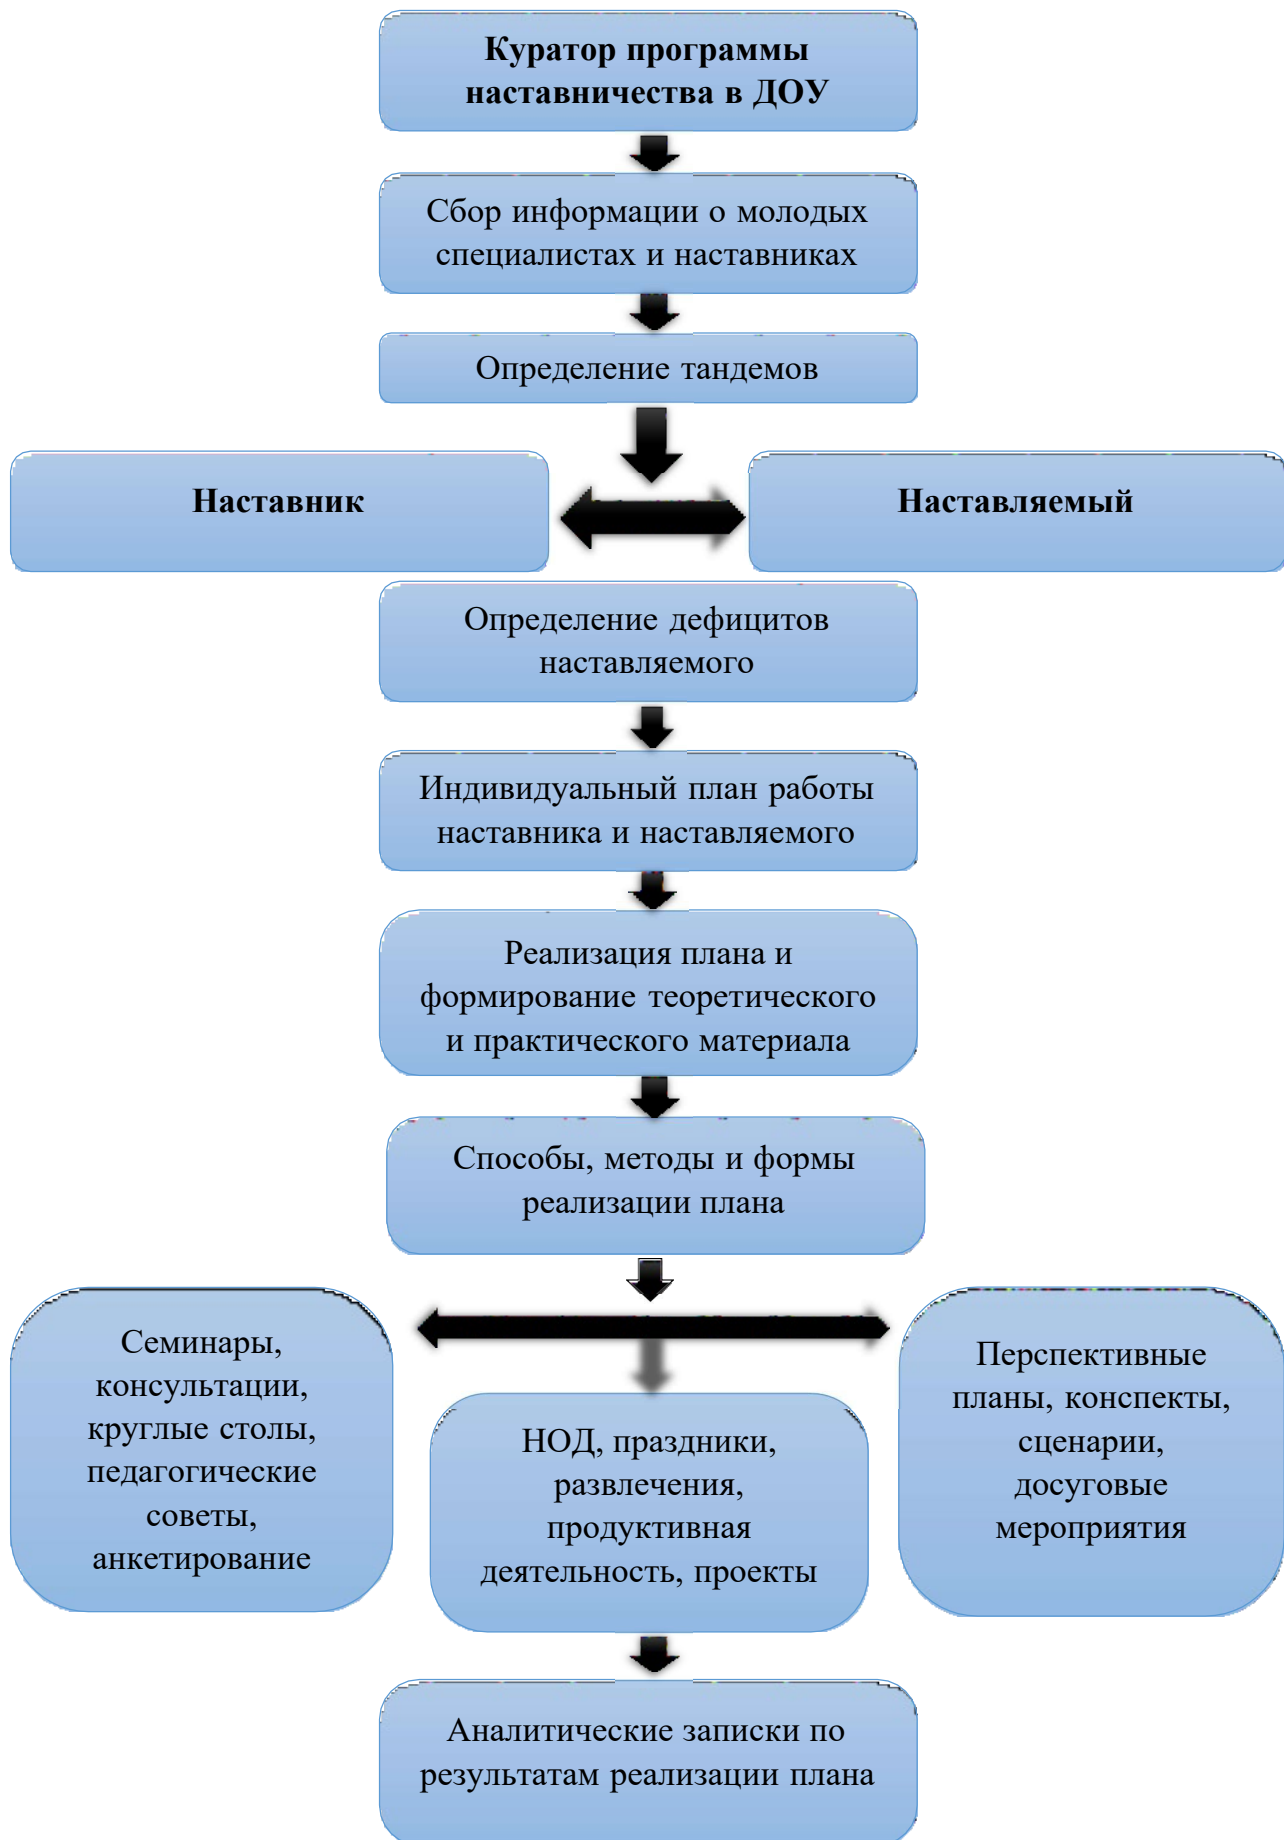 Куратор программы
наставничества в ДОУ
Сбор информации о молодых
специалистах и наставниках
Определение тандемов
Наставник
Наставляемый
Определение дефицитов
наставляемого
Индивидуальный план работы
наставника и наставляемого
Реализация плана и
формирование теоретического
и практического материала
Способы, методы и формы
реализации плана
Семинары,
консультации,
круглые столы,
педагогические
советы,
анкетирование
НОД, праздники,
развлечения,
продуктивная
деятельность, проекты
Перспективные
планы, конспекты,
сценарии,
досуговые
мероприятия
Аналитические записки по
результатам реализации плана